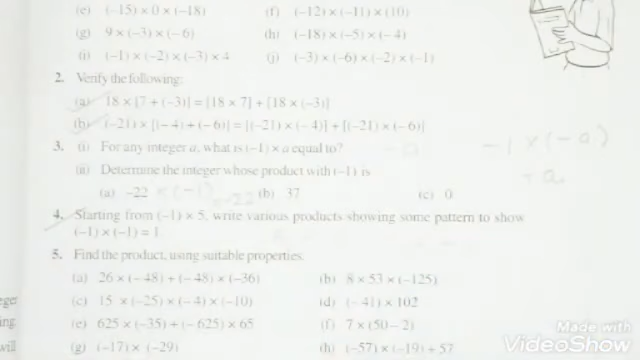 (e) (−15) × 0 × (−18) (f) (−12) × (−11) × (10)
(g) 9 × (−3) × (−6) (h) (−18) × (−5) × (−4)
(i) (−1) × (−2) × (−3) × 4 (j) (−3) × (−6) × (−2) × (−1)
2. Verify the following:
(a) 18 × [7 + (−3)] = [18 × 7] + [18 × (−3)]
(b) (−21) × [(−4) + (−6)] = [(−21) × (−4)] + [(−21) × (−6)]
3. (i) For any integer a, what is (−1) × a equal to?
−1 × (−a)
(ii) Determine the integer whose product with (−1) is
+ a
(a) −22 × (−1) (b) 37 (c) 0
4. Starting from (−1) × 5, write various products showing some pattern to show
(−1) × (−1) = 1.
5. Find the product, using suitable properties:
(a) 26 × (−48) + (−48) × (−36) (b) 8 × 53 × (−125)
(c) 15 × (−25) × (−4) × (−10) (d) (−41) × 102
(e) 625 × (−35) + (−625) × 65 (f) 7 × (50 − 2)
(g) (−17) × (−29) (h) (−57) × (−19) + 57
Made with
VideoShow